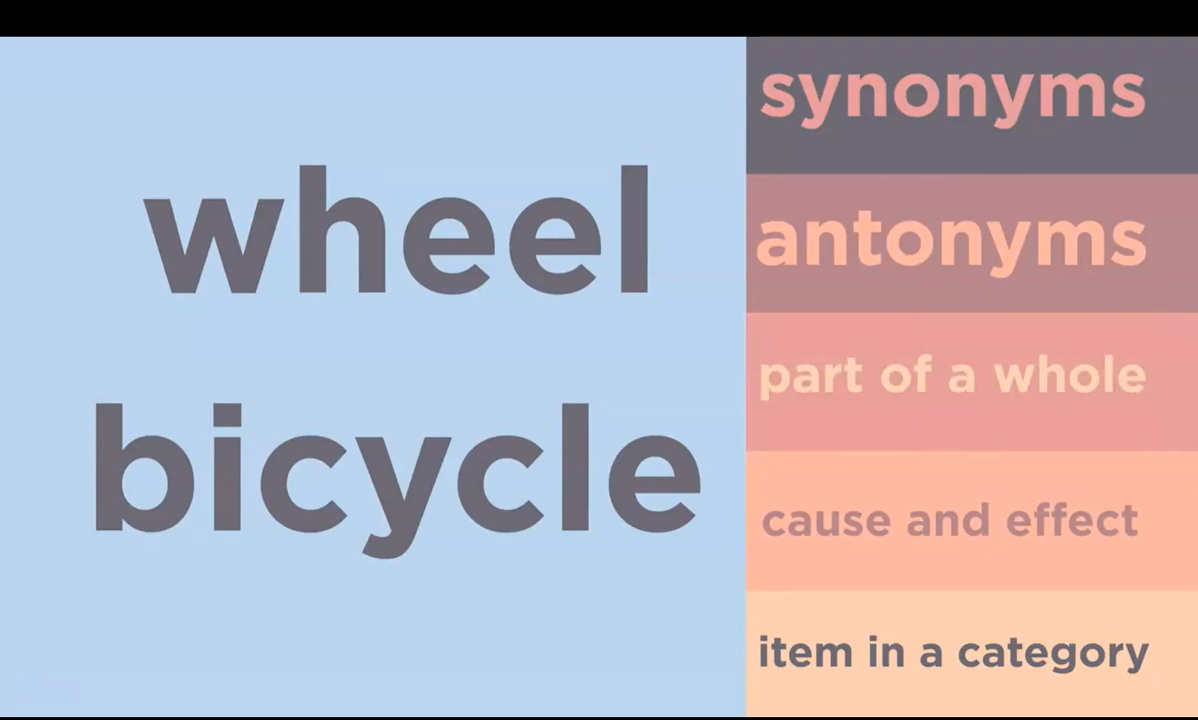 wheel
bicycle
synonyms
antonyms
part of a whole
cause and effect
item in a category